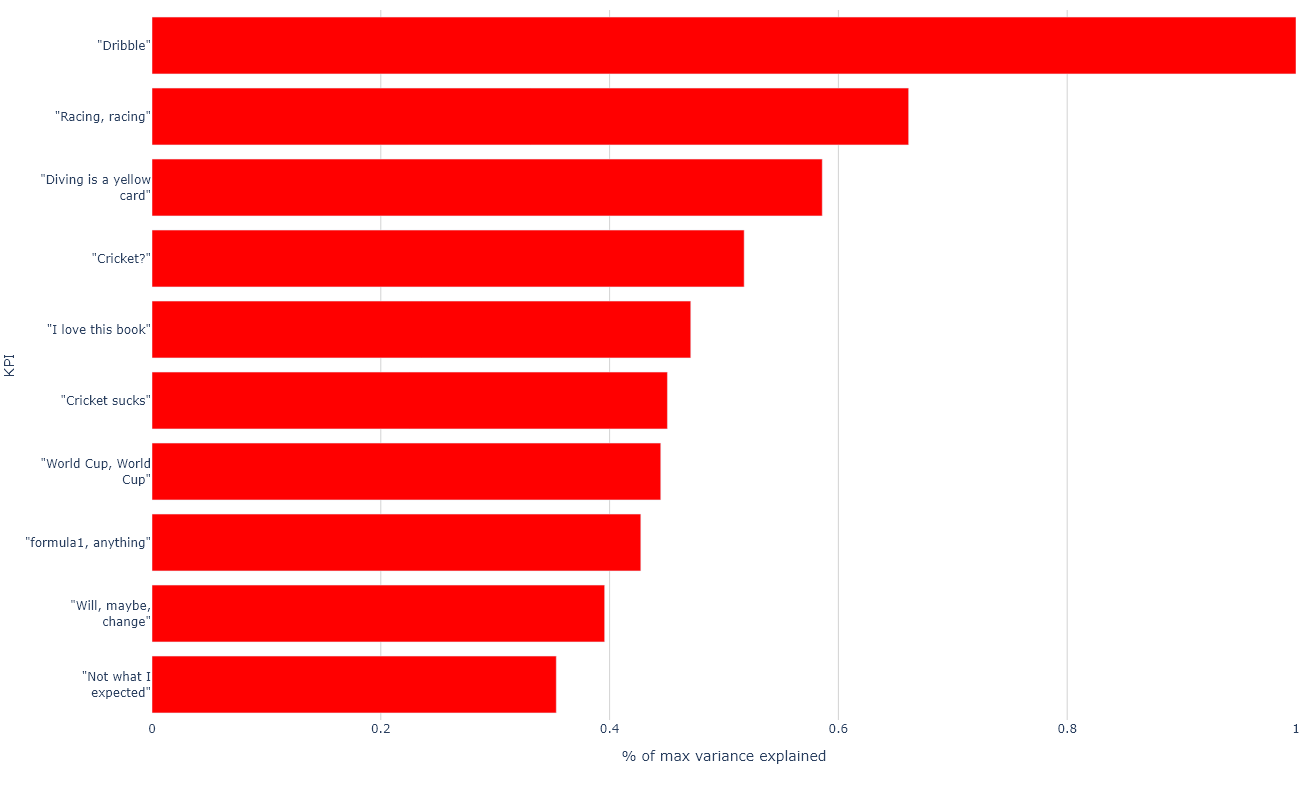 "Dribble"
"Racing, racing"
"Diving is a yellow
card"
"Cricket?"
"I love this book"
"Cricket sucks"
"World Cup, World
Cup"
"formula1, anything"
"Will, maybe,
change"
"Not what I
expected"
KPI
0 0.2 0.4 0.6 0.8 1
% of max variance explained